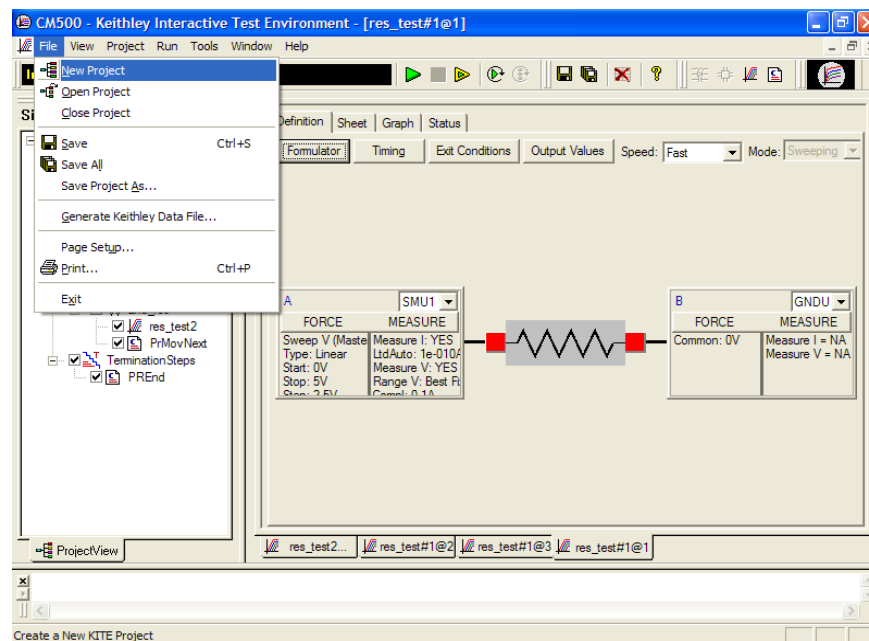 CM500 - Keithley Interactive Test Environment - [res_test#1@1]
File View Project Run Tools Window Help
New Project
Open Project
Close Project
Save Ctrl+S
Save All
Save Project As...
Generate Keithley Data File...
Page Setup...
Print... Ctrl+P
Exit
Si
Definition Sheet Graph Status
Formulator Timing Exit Conditions Output Values Speed: Fast Mode: Sweeping
A SMU1
FORCE MEASURE
Sweep V (Maste Measure I: YES
Type: Linear LtdAuto: 1e-010A
Start: 0V Measure V: YES
Stop: 5V Range V: Best Fi
Step: 2.5V Compl: 0.1A
B GNDU
FORCE MEASURE
Common: 0V Measure I = NA
Measure V = NA
res_test2
PrMovNext
TerminationSteps
PREnd
ProjectView
res_test2... res_test#1@2 res_test#1@3 res_test#1@1
Create a New KITE Project